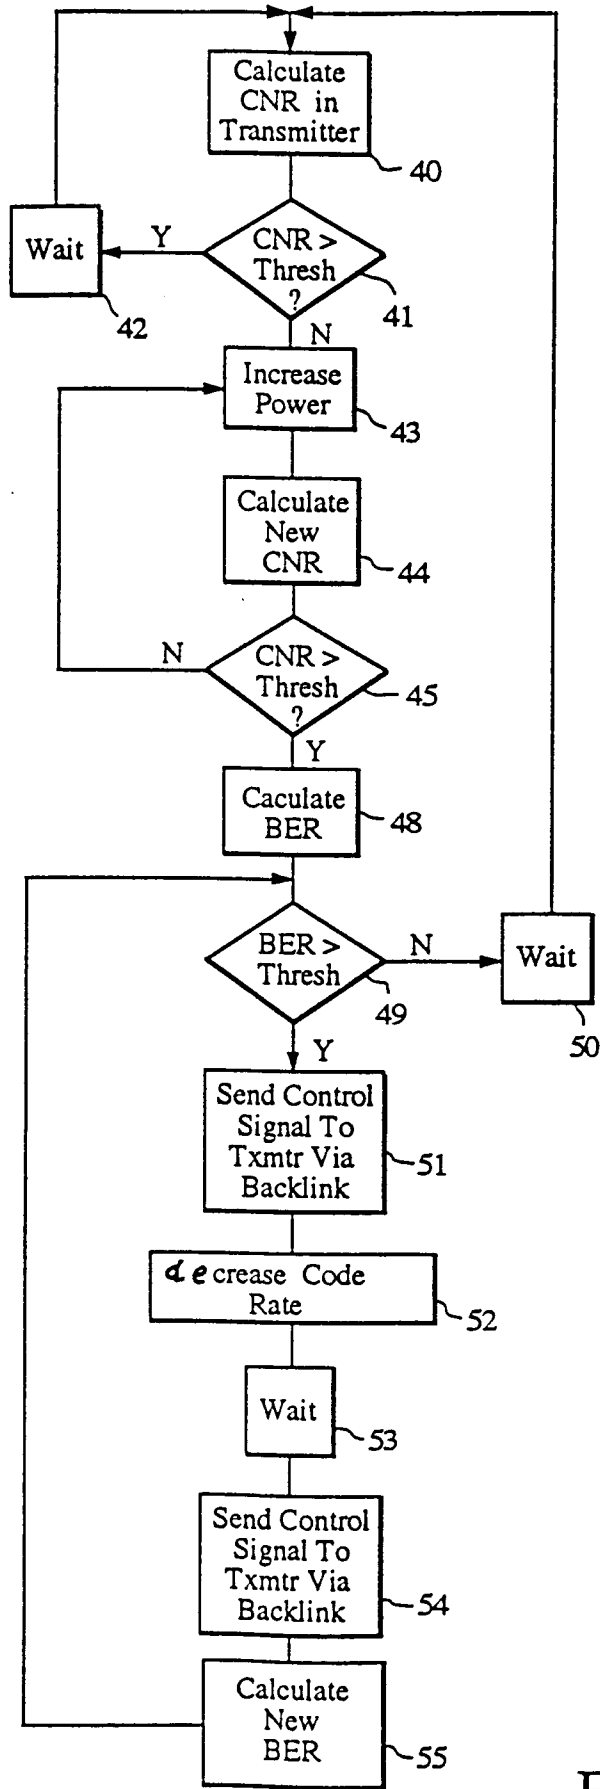 Calculate
CNR in
Transmitter
40
CNR >
Thresh
?
41
Y
Wait
42
N
Increase
Power
43
Calculate
New
CNR
44
CNR >
Thresh
?
45
N
Y
Caculate
BER
48
BER >
Thresh
49
N
Wait
50
Y
Send Control
Signal To
Txmtr Via
Backlink
51
decrease Code
Rate
52
Wait
53
Send Control
Signal To
Txmtr Via
Backlink
54
Calculate
New
BER
55